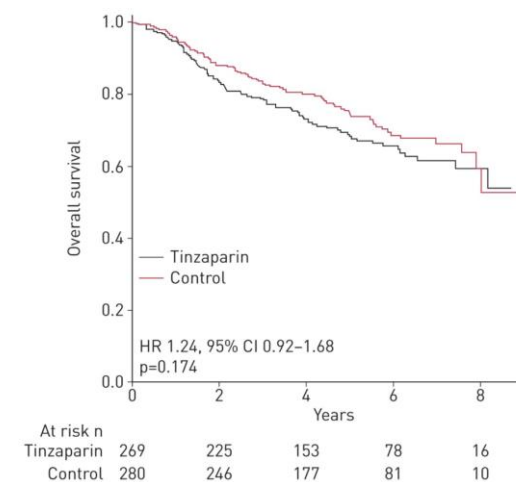 1.0
0.8
0.6
0.4
0.2
0.0
Overall survival
Tinzaparin
Control
HR 1.24, 95% CI 0.92–1.68
p=0.174
0 2 4 6 8
Years
At risk n
Tinzaparin 269 225 153 78 16
Control 280 246 177 81 10